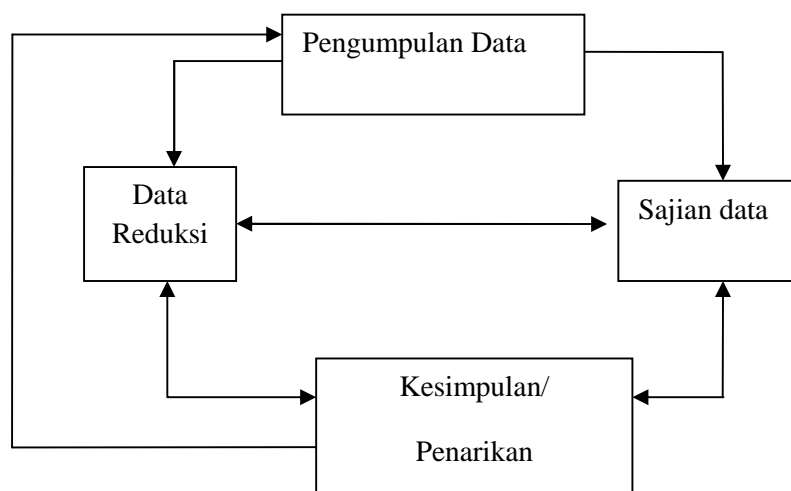 Pengumpulan Data
Data
Reduksi
Sajian data
Kesimpulan/
Penarikan